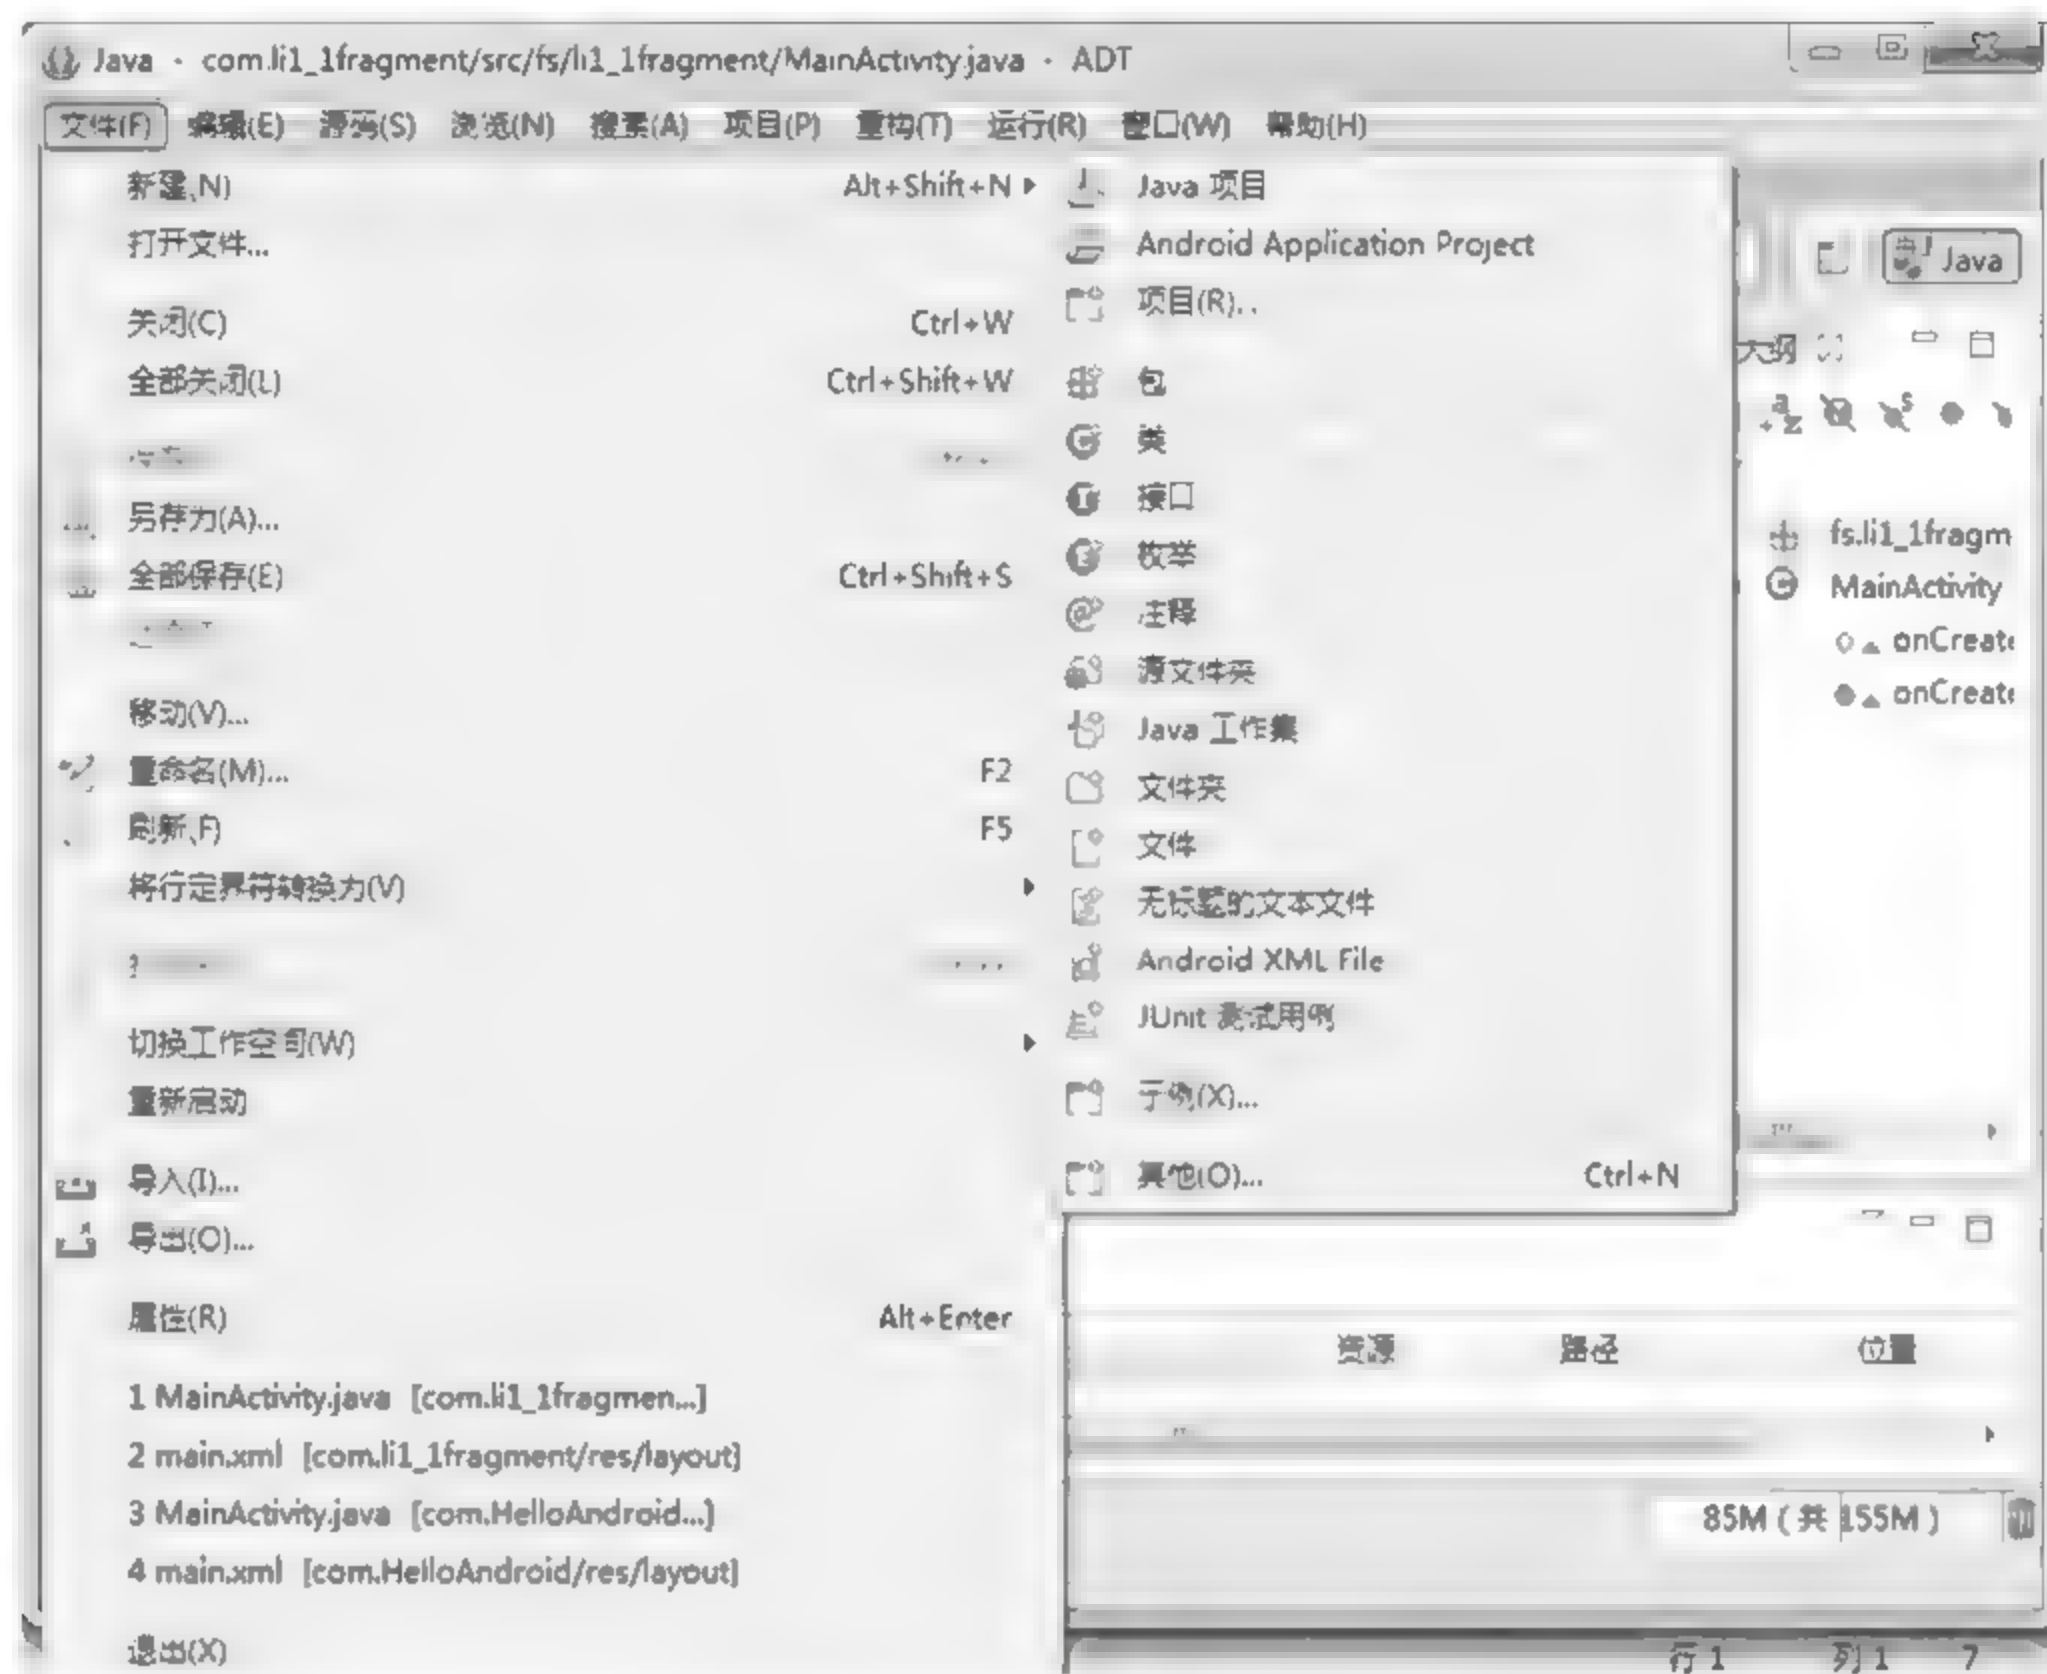 Java - com.li1_1fragment/src/fs/li1_1fragment/MainActivity.java - ADT
文件(F) 编辑(E) 源码(S) 浏览(N) 搜索(A) 项目(P) 重构(T) 运行(R) 窗口(W) 帮助(H)
新建(N) Alt+Shift+N
打开文件...
关闭(C) Ctrl+W
全部关闭(L) Ctrl+Shift+W
另存为(A)...
全部保存(E) Ctrl+Shift+S
移动(V)...
重命名(M)... F2
刷新(F) F5
将行定界符转换为(V)
切换工作空间(W)
重新启动
导入(I)...
导出(O)...
属性(R) Alt+Enter
1 MainActivity.java [com.li1_1fragmen...]
2 main.xml [com.li1_1fragment/res/layout]
3 MainActivity.java [com.HelloAndroid...]
4 main.xml [com.HelloAndroid/res/layout]
退出(X)
Java 项目
Android Application Project
项目(R)...
包
类
接口
枚举
注释
源文件夹
Java 工作集
文件夹
文件
无标题的文本文件
Android XML File
JUnit 测试用例
示例(X)...
其他(O)... Ctrl+N
Java
大纲
fs.li1_1fragm
MainActivity
onCreate
onCreate
资源 路径 位置
85M ( 共 155M )
行 1 列 1 7